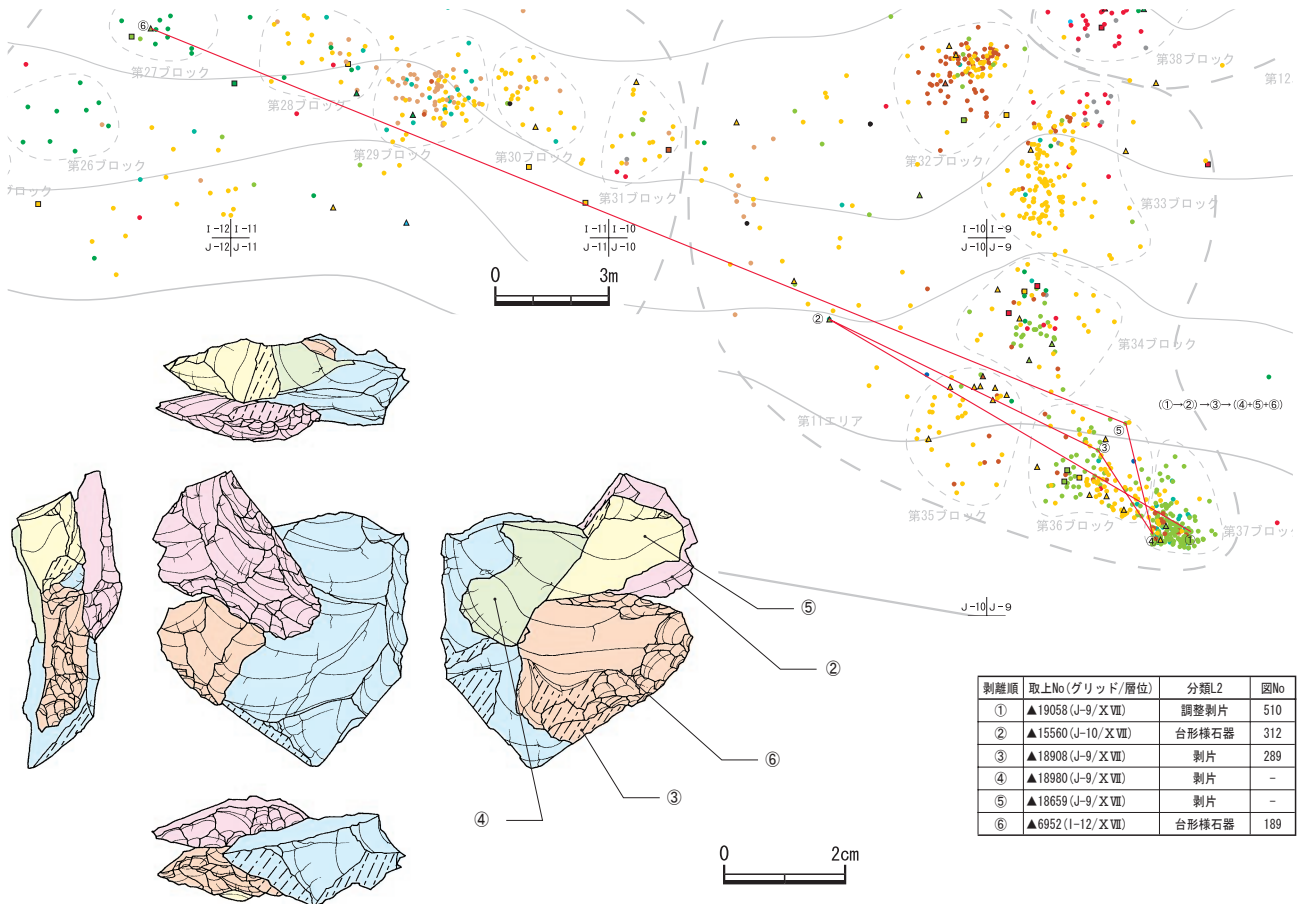 ⑥
第27ブロック
第28ブロック
第29ブロック
第26ブロック
ブロック
第30ブロック
第31ブロック
第32ブロック
第38ブロック
第12
第33ブロック
I-12 I-11
J-12 J-11
I-11 I-10
J-11 J-10
I-10 I-9
J-10 J-9
0 3m
②
第34ブロック
第11エリア
(①→②)→③→(④+⑤+⑥)
⑤
③
第35ブロック
第36ブロック
④
①
第37ブロッ
J-10 J-9
⑤
②
⑥
③
④
0 2cm
剥離順 取上No(グリッド/層位) 分類L2 図No
① ▲19058(J-9/ⅩⅦ) 調整剥片 510
② ▲15560(J-10/ⅩⅦ) 台形様石器 312
③ ▲18908(J-9/ⅩⅦ) 剥片 289
④ ▲18980(J-9/ⅩⅦ) 剥片 -
⑤ ▲18659(J-9/ⅩⅦ) 剥片 -
⑥ ▲6952(I-12/ⅩⅦ) 台形様石器 189